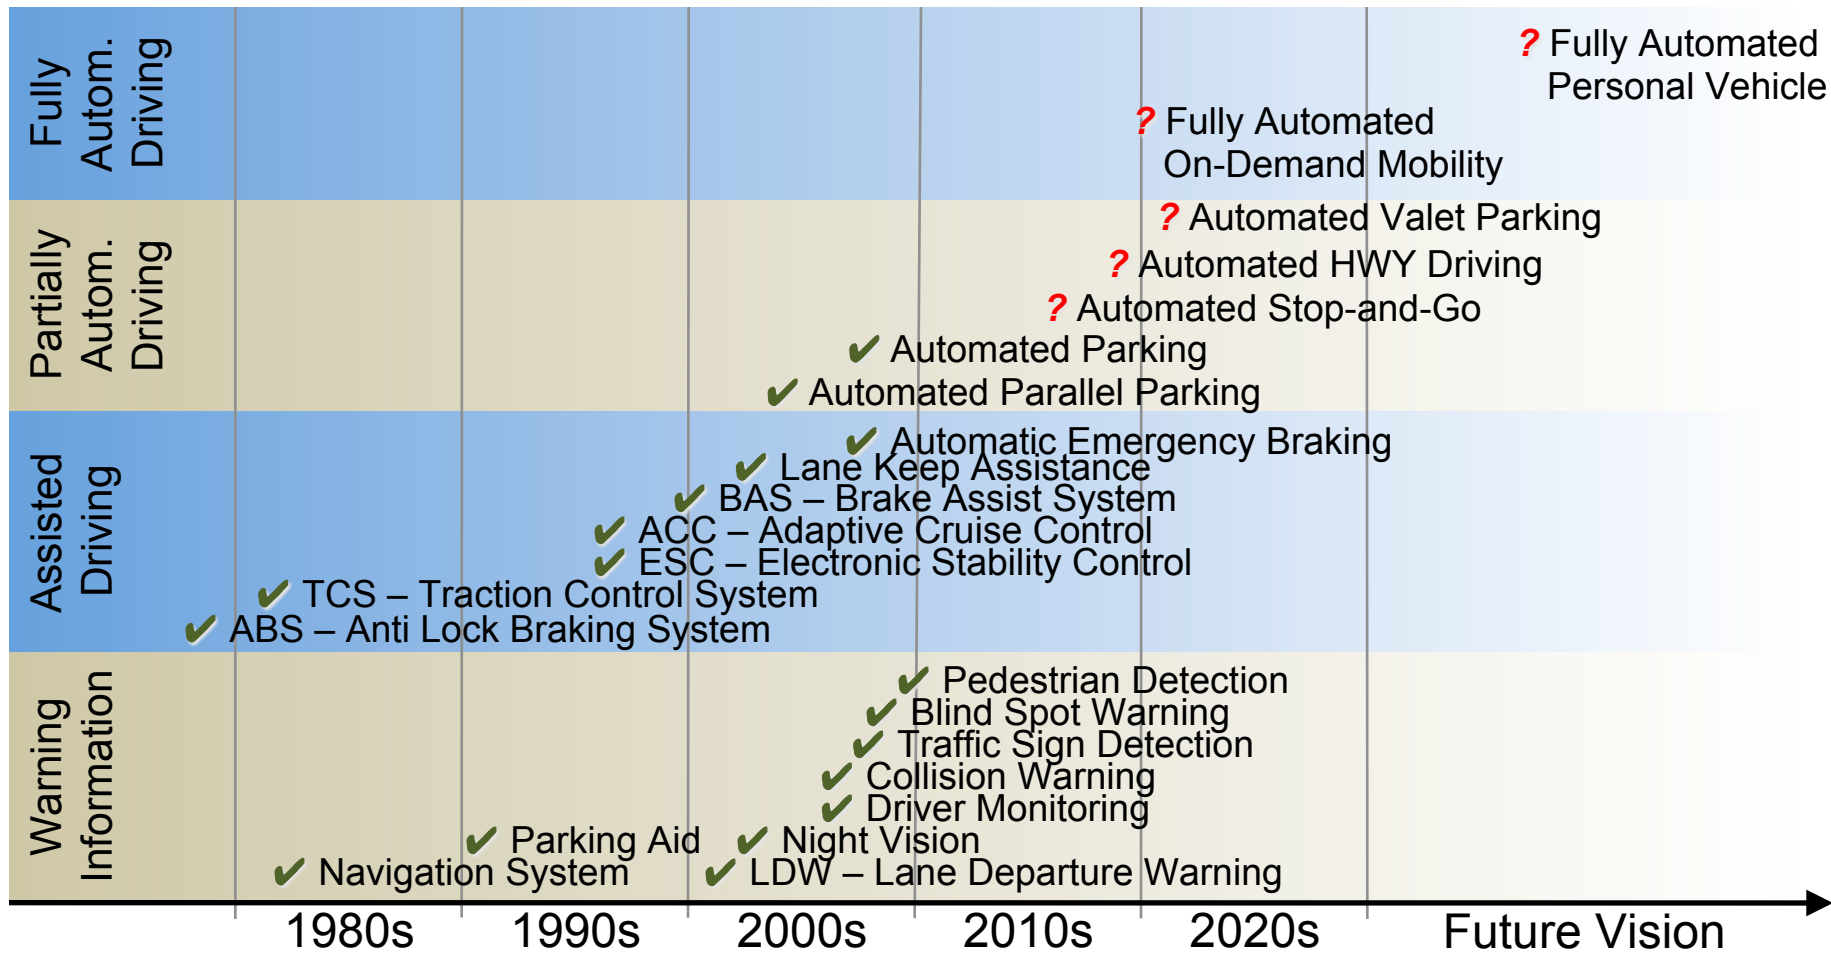 Fully
Autom.
Driving
? Fully Automated
Personal Vehicle
? Fully Automated
On-Demand Mobility
Partially
Autom.
Driving
? Automated Valet Parking
? Automated HWY Driving
? Automated Stop-and-Go
✔ Automated Parking
✔ Automated Parallel Parking
Assisted
Driving
✔ Automatic Emergency Braking
✔ Lane Keep Assistance
✔ BAS – Brake Assist System
✔ ACC – Adaptive Cruise Control
✔ ESC – Electronic Stability Control
✔ TCS – Traction Control System
✔ ABS – Anti Lock Braking System
Warning
Information
✔ Pedestrian Detection
✔ Blind Spot Warning
✔ Traffic Sign Detection
✔ Collision Warning
✔ Driver Monitoring
✔ Parking Aid ✔ Night Vision
✔ Navigation System ✔ LDW – Lane Departure Warning
1980s 1990s 2000s 2010s 2020s Future Vision